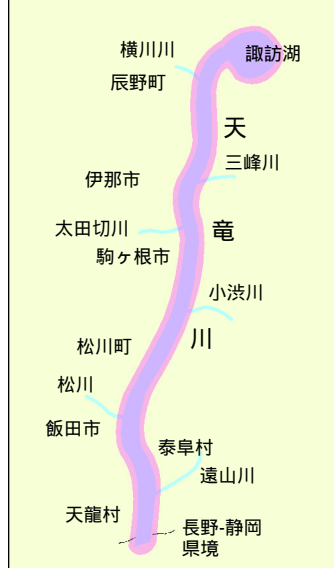 横川川
諏訪湖
辰野町
天
三峰川
伊那市
太田切川
竜
駒ヶ根市
小渋川
川
松川町
松川
飯田市
泰阜村
遠山川
天龍村
長野-静岡
県境